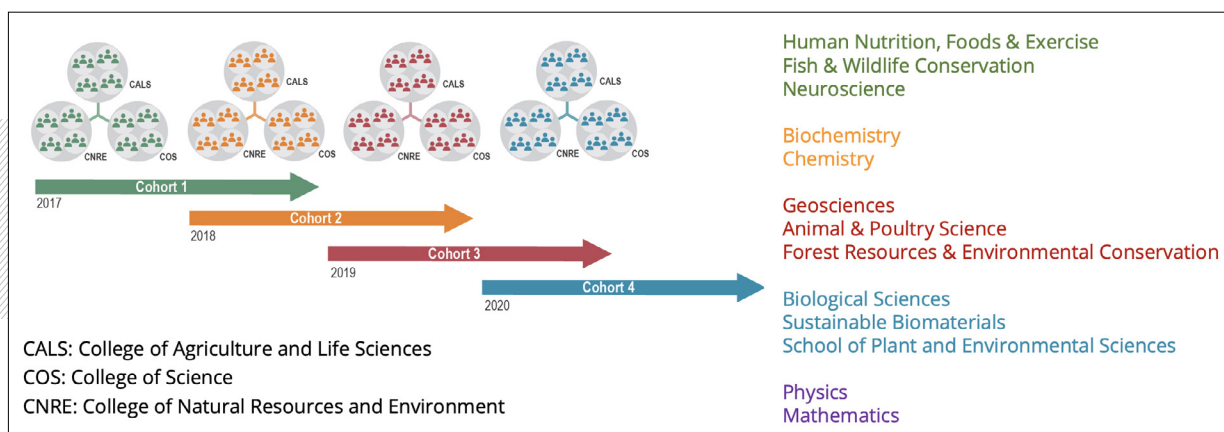 CALS
CNRE
COS
CALS
CNRE
COS
CALS
CNRE
COS
CALS
CNRE
COS
Cohort 1
2017
Cohort 2
2018
Cohort 3
2019
Cohort 4
2020
CALS: College of Agriculture and Life Sciences
COS: College of Science
CNRE: College of Natural Resources and Environment
Human Nutrition, Foods & Exercise
Fish & Wildlife Conservation
Neuroscience
Biochemistry
Chemistry
Geosciences
Animal & Poultry Science
Forest Resources & Environmental Conservation
Biological Sciences
Sustainable Biomaterials
School of Plant and Environmental Sciences
Physics
Mathematics